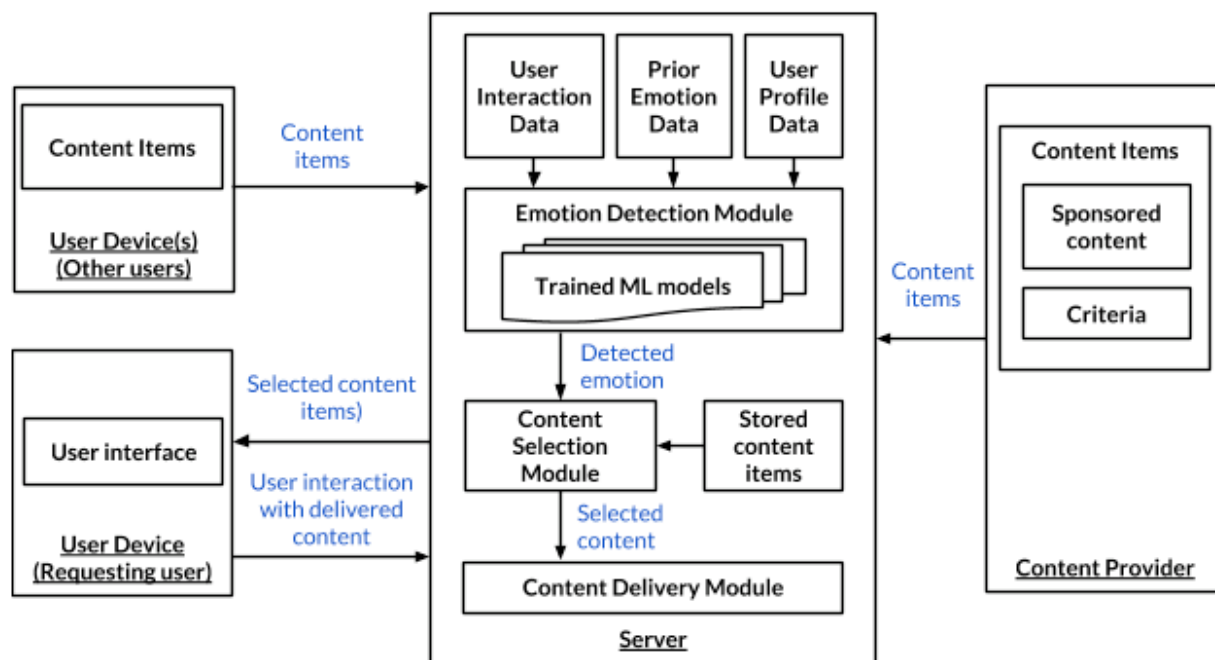 Content Items
User Device(s)
(Other users)
Content
items
User interface
User Device
(Requesting user)
Selected content
items)
User interaction
with delivered
content
User
Interaction
Data
Prior
Emotion
Data
User
Profile
Data
Emotion Detection Module
Trained ML models
Detected
emotion
Content
Selection
Module
Stored
content
items
Selected
content
Content Delivery Module
Server
Content
items
Content Items
Sponsored
content
Criteria
Content Provider